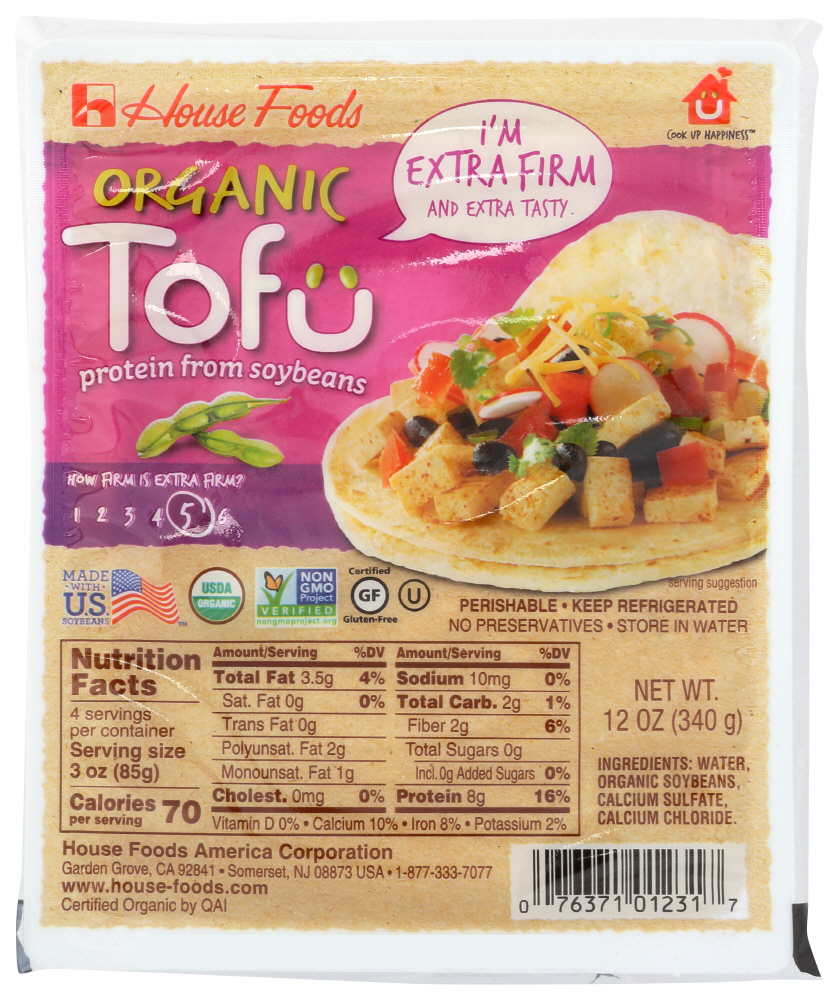 House Foods
COOK UP HAPPINESS™
I'M
EXTRA FIRM
AND EXTRA TASTY.
ORGANIC
Tofü
protein from soybeans
HOW FIRM IS EXTRA FIRM?
1 2 3 4 5 6
MADE
·WITH·
U.S.
SOYBEANS
™
USDA
ORGANIC
NON
GMO
Project
VERIFIED
nongmoproject.org
Certified
GF
Gluten-Free
U
serving suggestion
PERISHABLE • KEEP REFRIGERATED
NO PRESERVATIVES • STORE IN WATER
Nutrition
Facts
4 servings
per container
Serving size
3 oz (85g)
Calories 70
per serving
Amount/Serving %DV
Total Fat 3.5g 4%
Sat. Fat 0g 0%
Trans Fat 0g
Polyunsat. Fat 2g
Monounsat. Fat 1g
Cholest. 0mg 0%
Amount/Serving %DV
Sodium 10mg 0%
Total Carb. 2g 1%
Fiber 2g 6%
Total Sugars 0g
Incl. 0g Added Sugars 0%
Protein 8g 16%
Vitamin D 0% • Calcium 10% • Iron 8% • Potassium 2%
NET WT.
12 OZ (340 g)
INGREDIENTS: WATER,
ORGANIC SOYBEANS,
CALCIUM SULFATE,
CALCIUM CHLORIDE.
House Foods America Corporation
Garden Grove, CA 92841 • Somerset, NJ 08873 USA • 1-877-333-7077
www.house-foods.com
Certified Organic by QAI
0 76371 01231 7